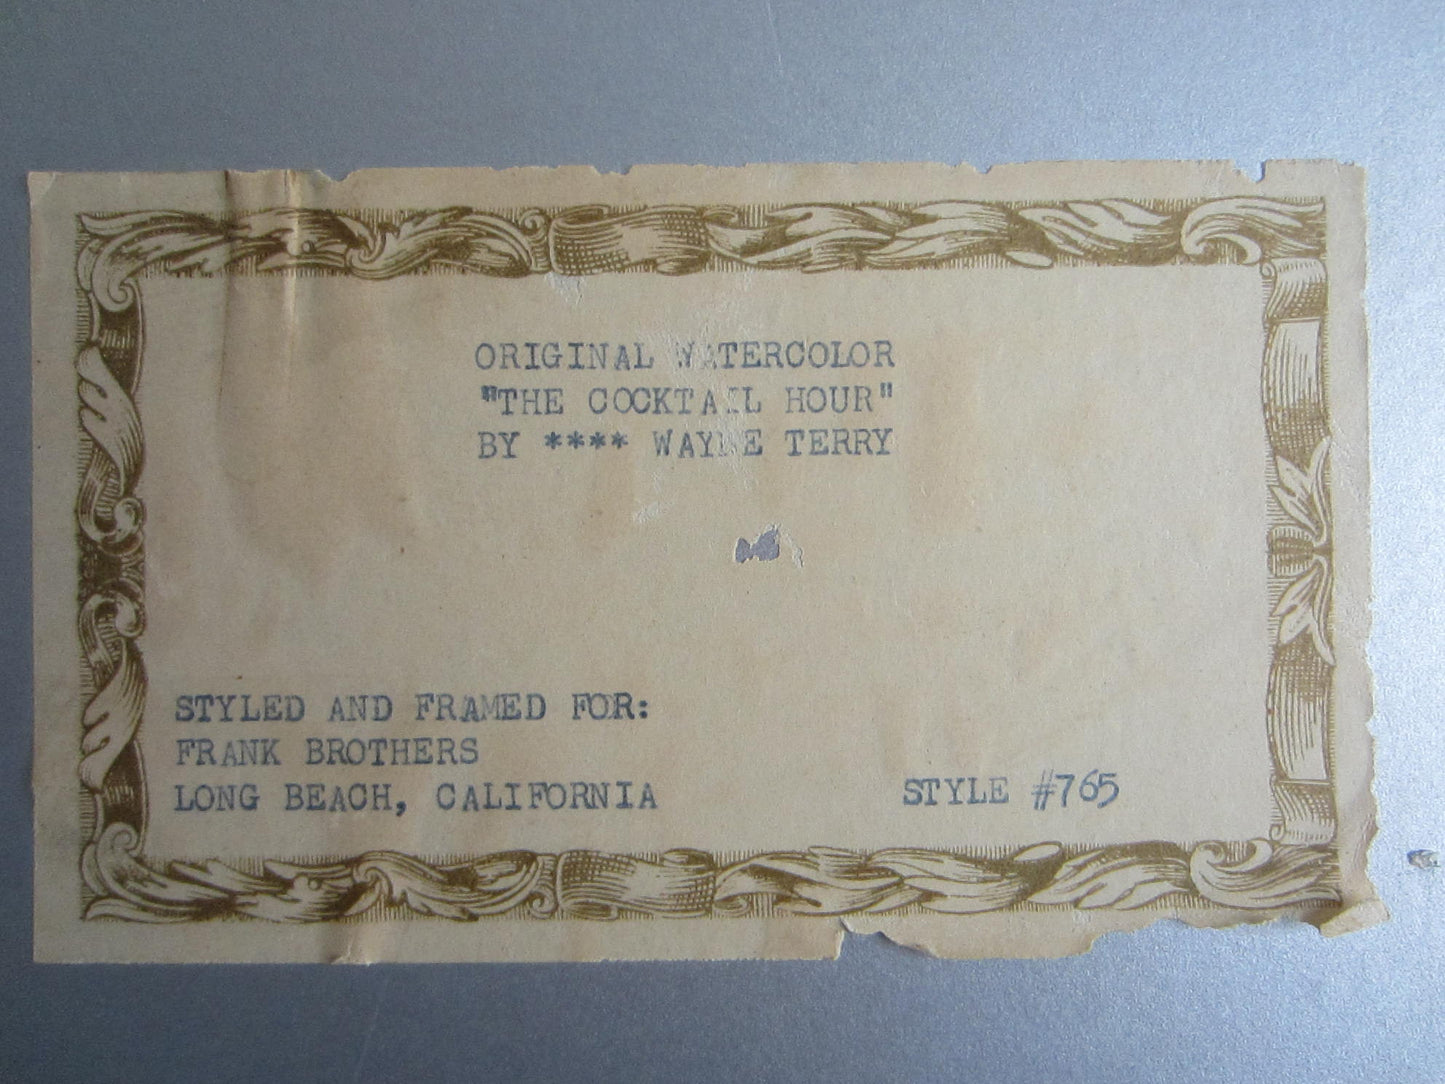 ORIGINAL WATERCOLOR
"THE COCKTAIL HOUR"
BY **** WAYNE TERRY
STYLED AND FRAMED FOR:
FRANK BROTHERS
LONG BEACH, CALIFORNIA
STYLE #765